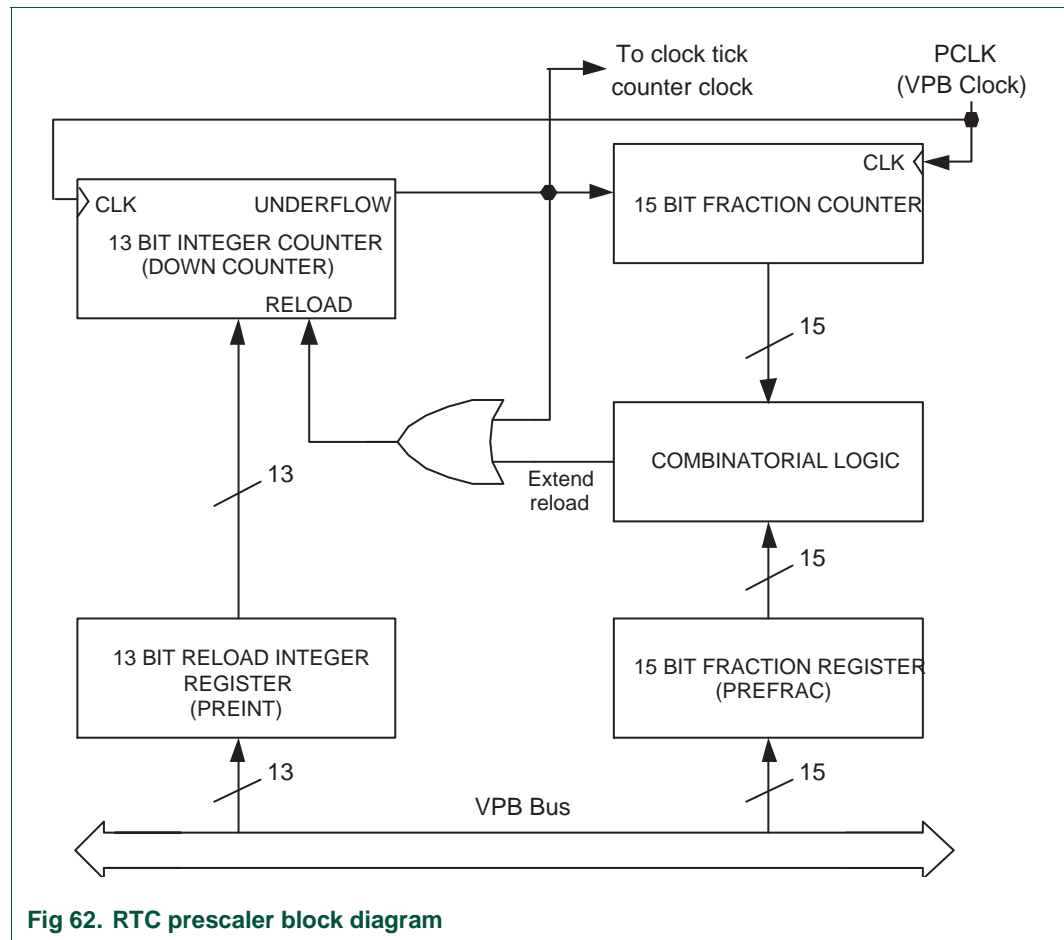 To clock tick
counter clock
PCLK
(VPB Clock)
CLK
UNDERFLOW
13 BIT INTEGER COUNTER
(DOWN COUNTER)
RELOAD
CLK
15 BIT FRACTION COUNTER
15
COMBINATORIAL LOGIC
Extend
reload
13
15
13 BIT RELOAD INTEGER
REGISTER
(PREINT)
15 BIT FRACTION REGISTER
(PREFRAC)
13
15
VPB Bus
Fig 62. RTC prescaler block diagram